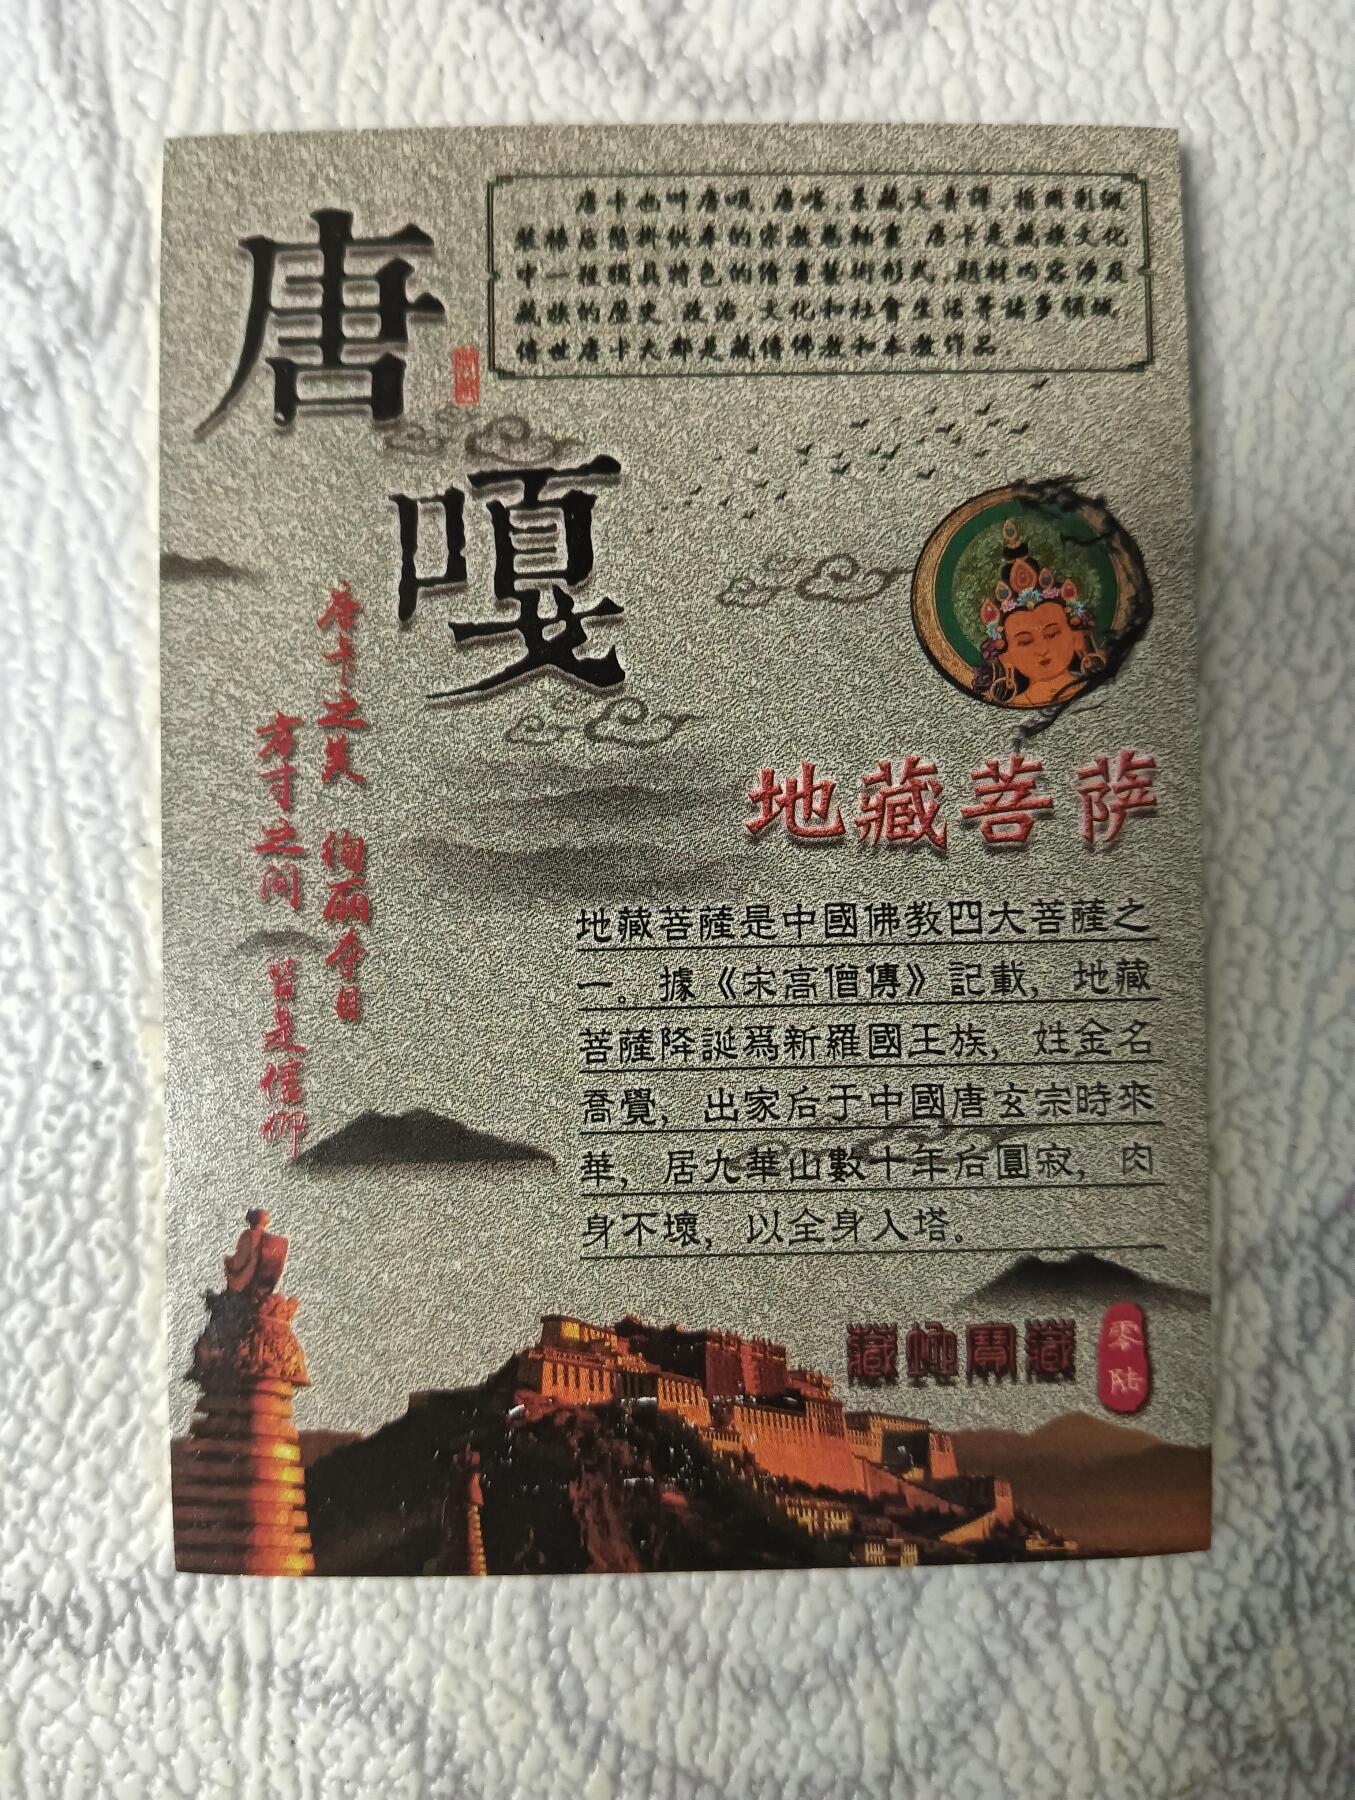 唐
嘎
唐卡也叫唐嘎,唐喀,系藏文音譯,指用彩緞
裝裱后懸掛供奉的宗教卷軸畫,唐卡是藏族文化
中一種獨具特色的繪畫藝術形式,題材内容涉及
藏族的歷史,政治,文化和社會生活等諸多領域,
傳世唐卡大都是藏傳佛教和本教作品。
唐卡之美 絢麗奪目
方寸之间 皆是信仰
地藏菩萨
地藏菩薩是中國佛教四大菩薩之
一。據《宋高僧傳》記載,地藏
菩薩降誕爲新羅國王族,姓金名
喬覺,出家后于中國唐玄宗時來
華,居九華山數十年后圓寂,肉
身不壞,以全身入塔。
零陆